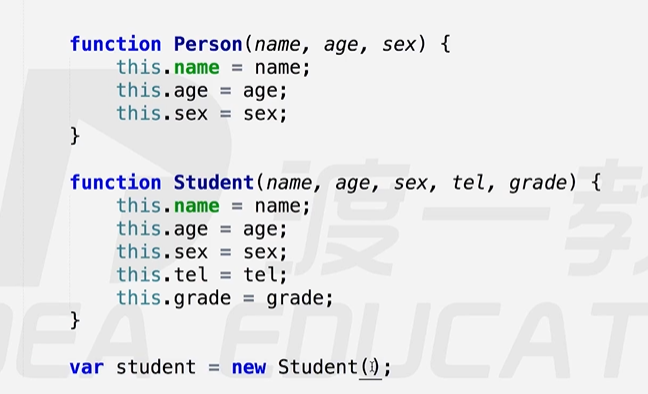 function Person(name, age, sex) {
    this.name = name;
    this.age = age;
    this.sex = sex;
}
function Student(name, age, sex, tel, grade) {
    this.name = name;
    this.age = age;
    this.sex = sex;
    this.tel = tel;
    this.grade = grade;
}
var student = new Student();
渡一教
DEA EDUCAT